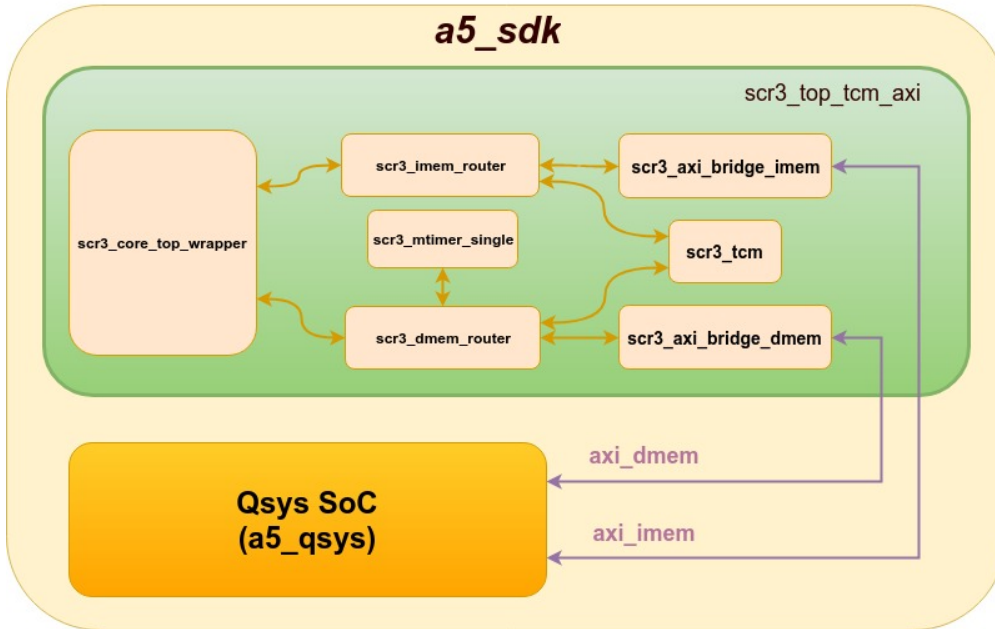 a5_sdk
scr3_top_tcm_axi
scr3_core_top_wrapper
scr3_imem_router
scr3_axi_bridge_imem
scr3_mtimer_single
scr3_tcm
scr3_dmem_router
scr3_axi_bridge_dmem
axi_dmem
Qsys SoC
(a5_qsys)
axi_imem